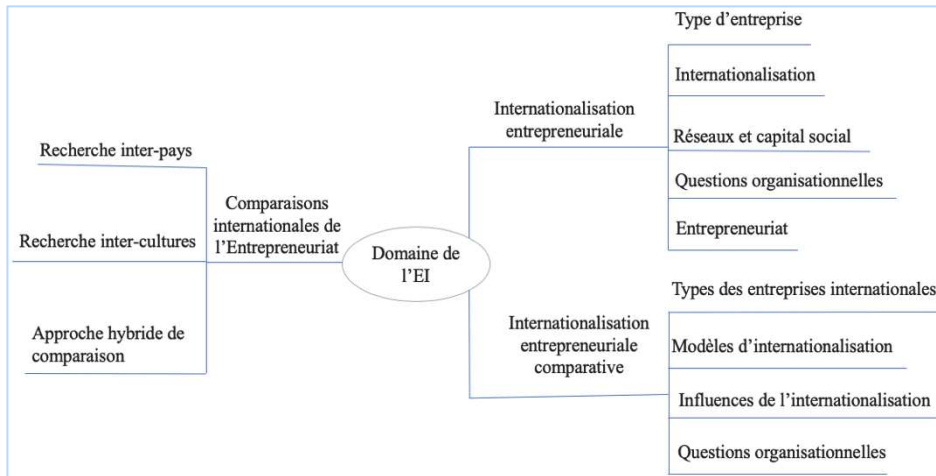 Recherche inter-pays
Recherche inter-cultures
Approche hybride de
comparaison
Comparaisons
internationales de
l'Entrepreneuriat
Domaine de
l'EI
Internationalisation
entrepreneuriale
Type d'entreprise
Internationalisation
Réseaux et capital social
Questions organisationnelles
Entrepreneuriat
Internationalisation
entrepreneuriale
comparative
Types des entreprises internationales
Modèles d'internationalisation
Influences de l'internationalisation
Questions organisationnelles